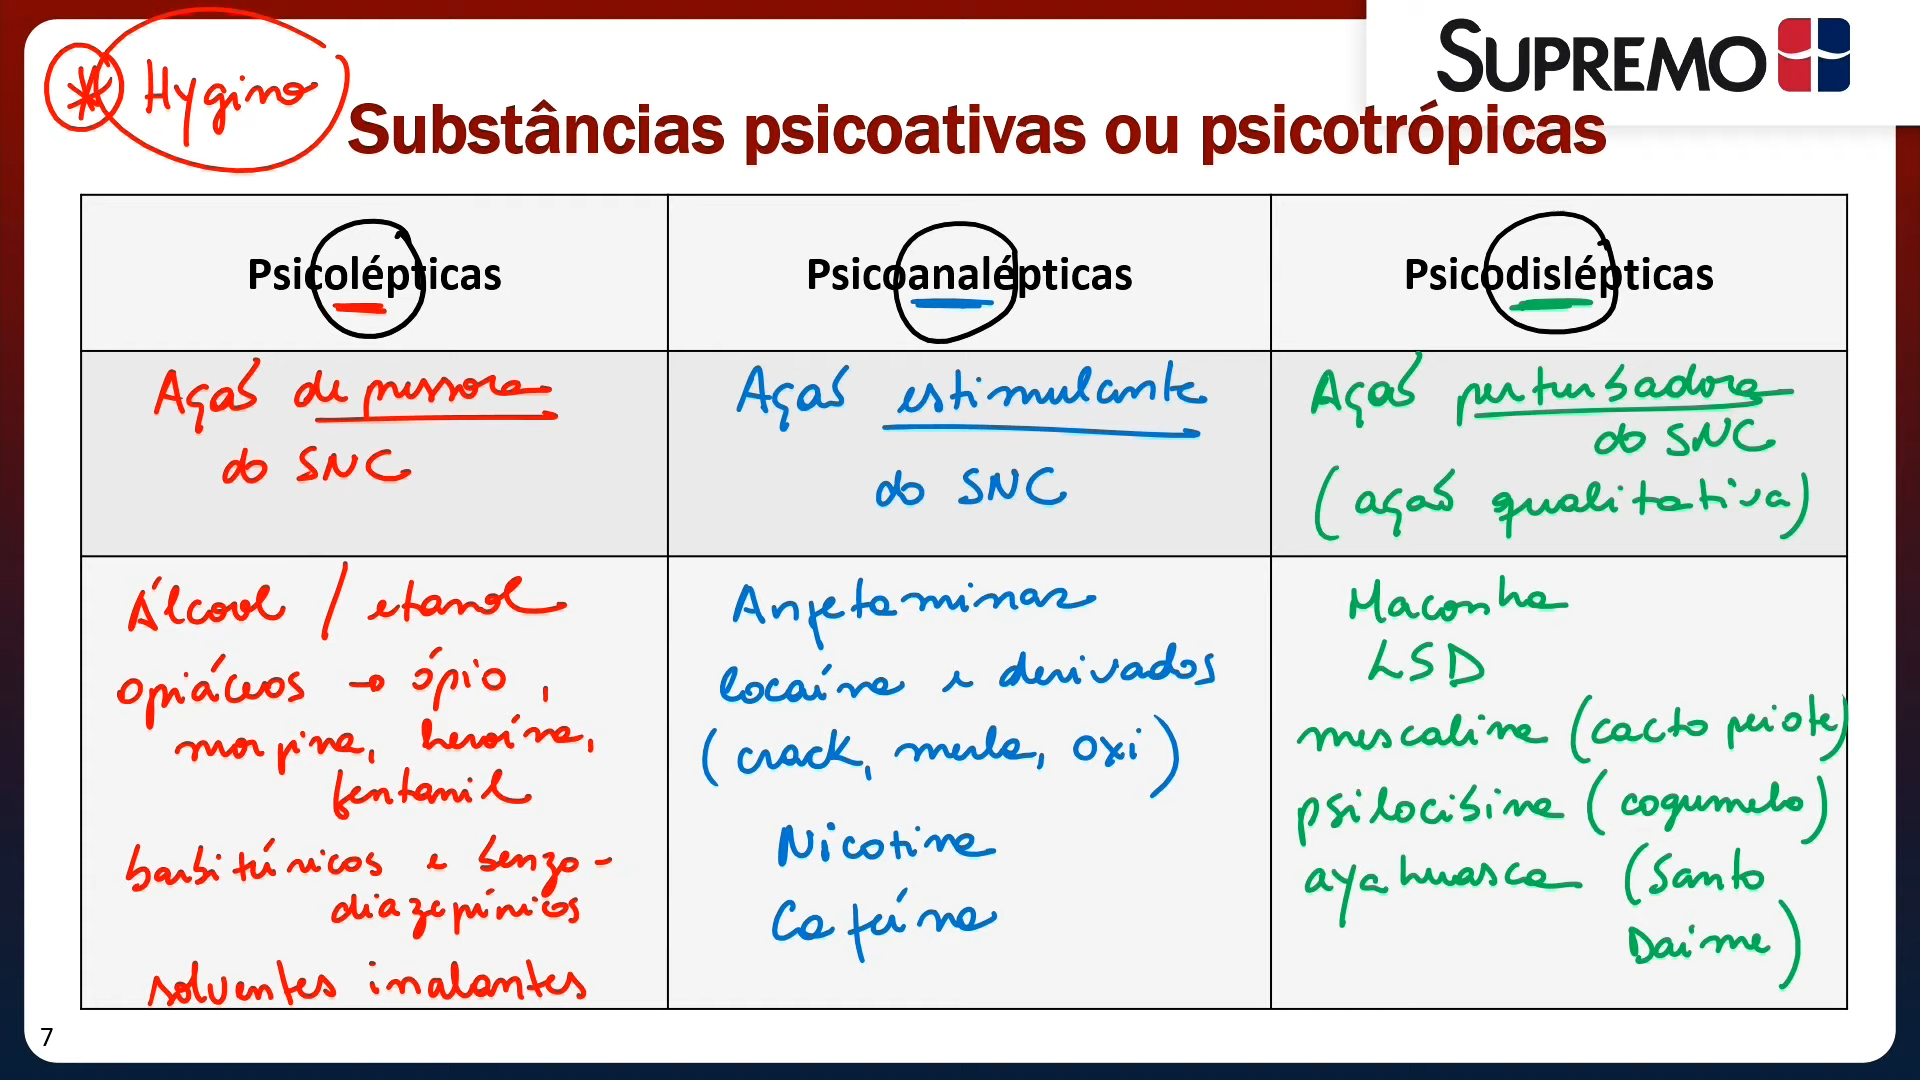 * Hygino
SUPREMO
Substâncias psicoativas ou psicotrópicas
Psicolépticas
Psicoanalépticas
Psicodislépticas
Ação depressora
do SNC
Ação estimulante
do SNC
Ação perturbadora
do SNC
(ação qualitativa)
Álcool / etanol
opiáceos → ópio,
morfina, heroína,
fentanil
barbitúricos e benzo-
diazepínicos
solventes inalantes
Anfetaminas
Cocaína e derivados
(crack, merla, oxi)
Nicotina
Cafeína
Maconha
LSD
mescalina (cacto peiote)
psilocibina (cogumelo)
ayahuasca (Santo
Daime)
7